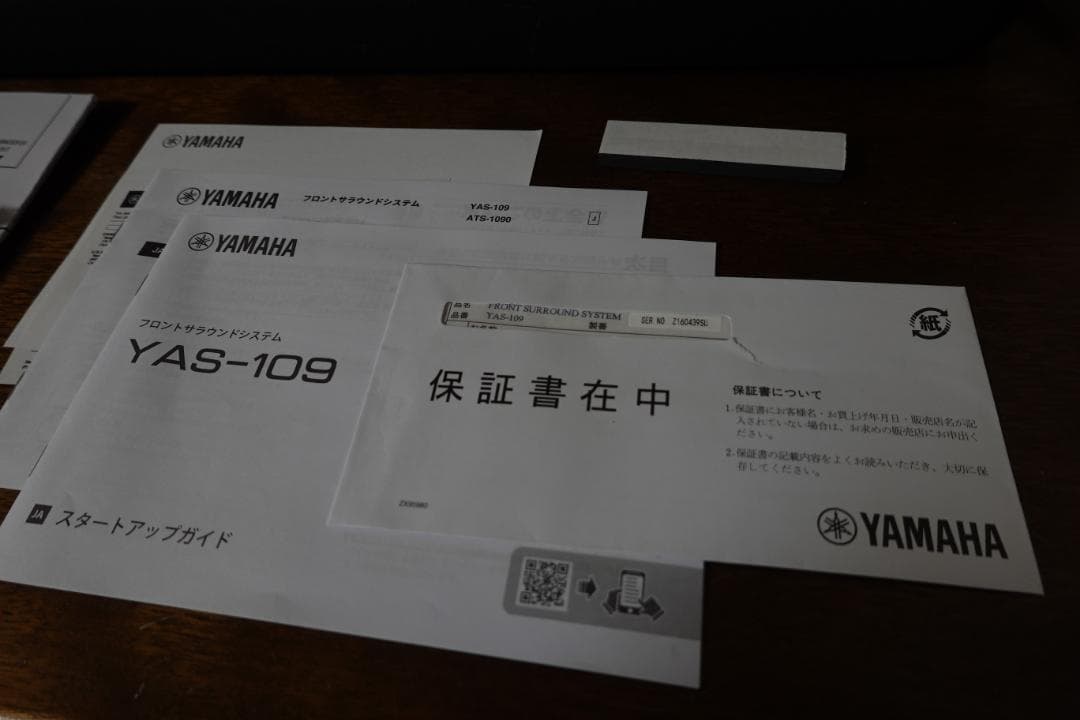 YAMAHA
YAMAHA
フロントサラウンドシステム
YAS-109
ATS-1090
J
YAMAHA
目次
フロントサラウンドシステム
YAS-109
JA スタートアップガイド
品名 FRONT SURROUND SYSTEM
品番 YAS-109 製番 SER NO Z160439SU
紙
保証書在中
保証書について
1.保証書にお客様名・お買上げ年月日・販売店名が記
入されていない場合は、お求めの販売店にお申出く
ださい。
2.保証書の記載内容をよくお読みいただき、大切に保
存してください。
YAMAHA